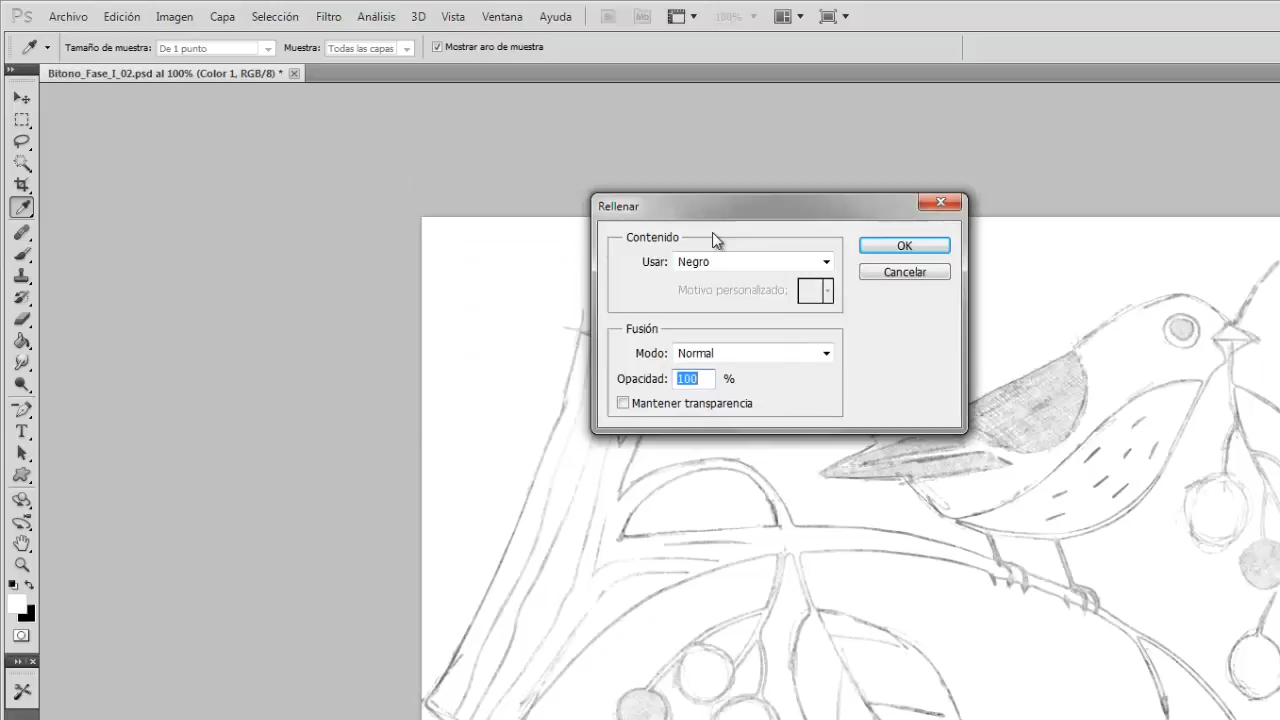 Ps Archivo Edición Imagen Capa Selección Filtro Análisis 3D Vista Ventana Ayuda Br Mb 100%
Tamaño de muestra: De 1 punto Muestra: Todas las capas Mostrar aro de muestra
Bitono_Fase_I_02.psd al 100% (Color 1, RGB/8) *
Rellenar
Contenido
OK
Usar: Negro
Cancelar
Motivo personalizado:
Fusión
Modo: Normal
Opacidad: 100 %
Mantener transparencia